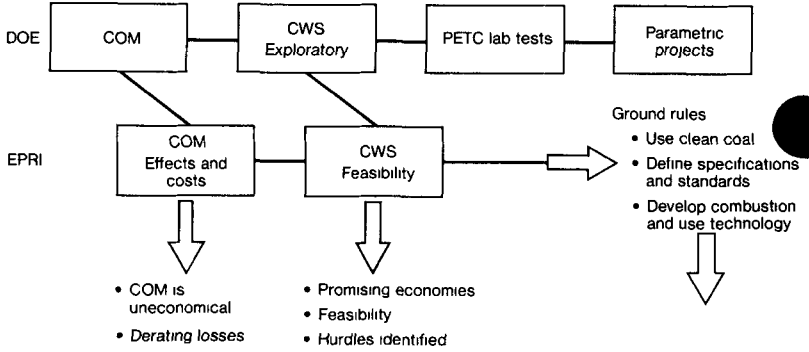 DOE
COM
CWS
Exploratory
PETC lab tests
Parametric
projects
EPRI
COM
Effects and
costs
CWS
Feasibility
Ground rules
• Use clean coal
• Define specifications
and standards
• Develop combustion
and use technology
• COM is
uneconomical
• Derating losses
• Promising economies
• Feasibility
• Hurdles identified